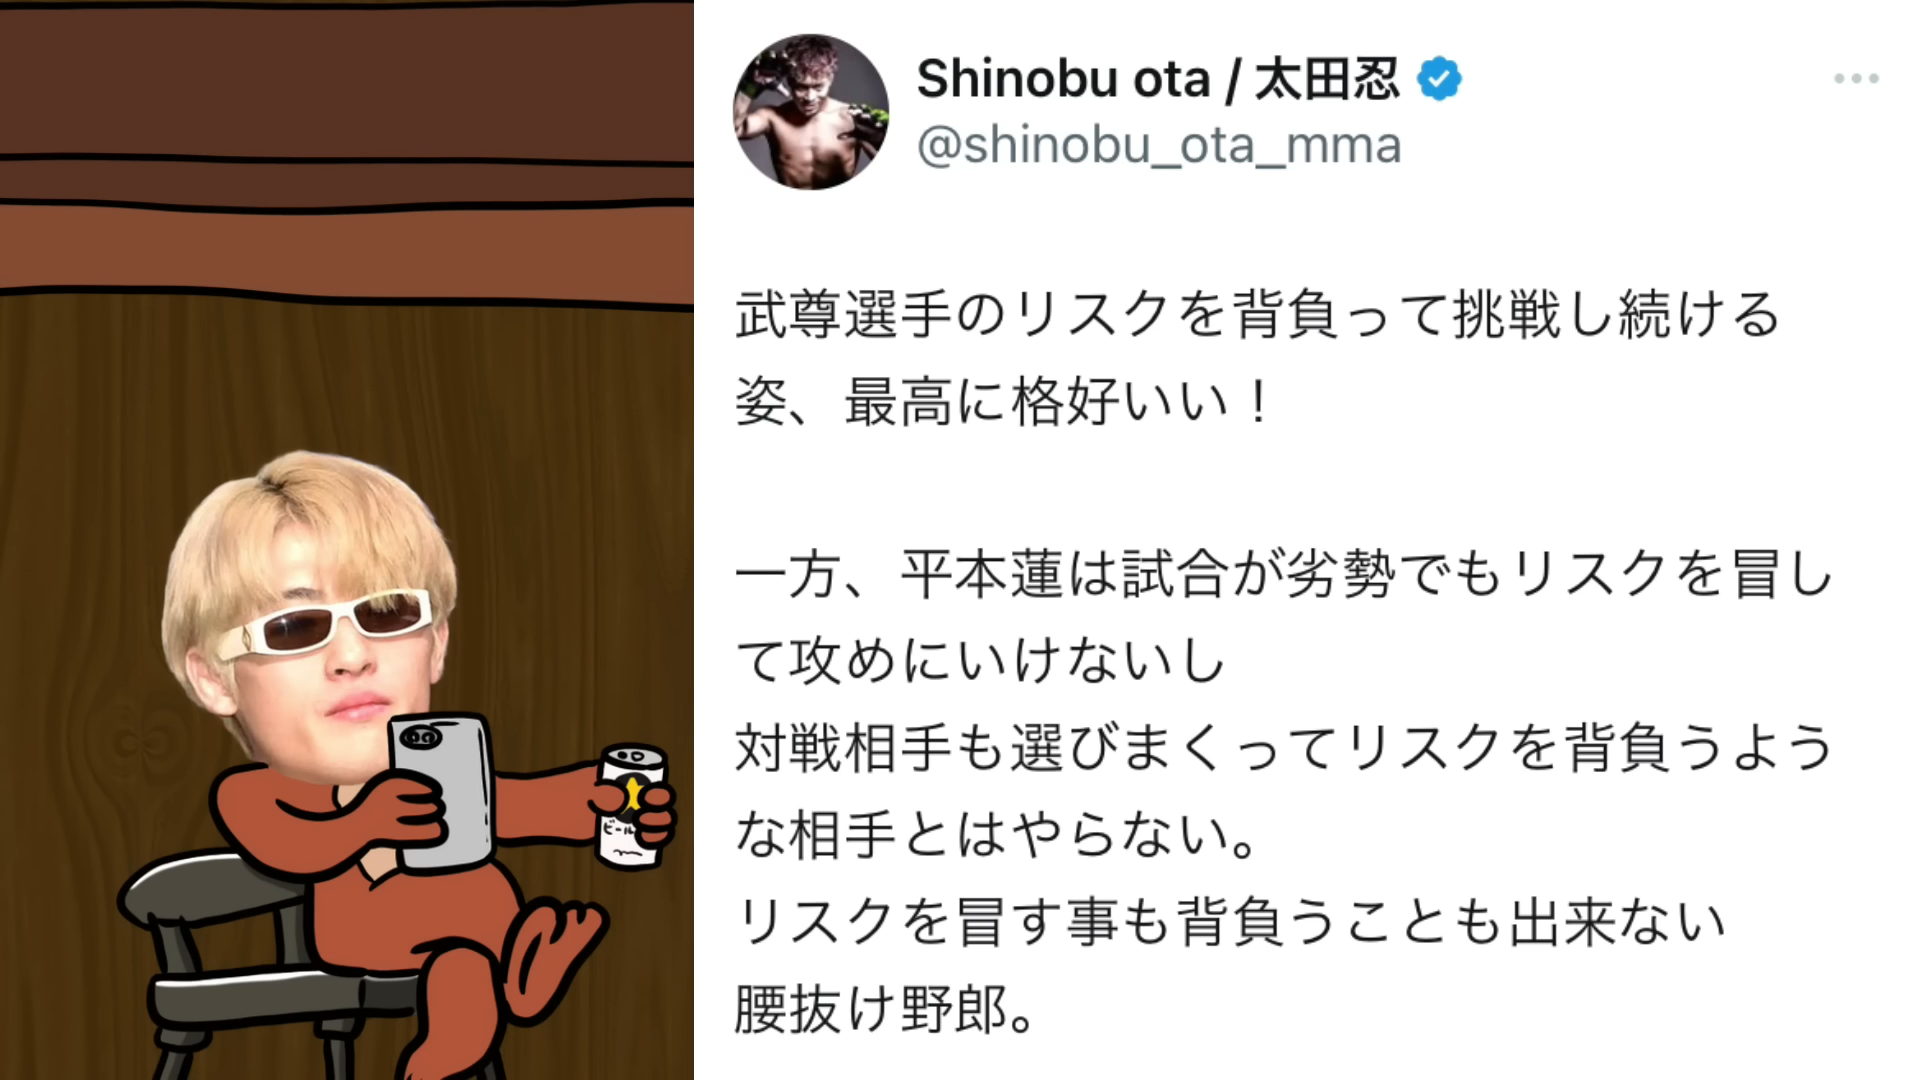 Shinobu ota / 太田忍
@shinobu_ota_mma
武尊選手のリスクを背負って挑戦し続ける
姿、最高に格好いい！
一方、平本蓮は試合が劣勢でもリスクを冒し
て攻めにいけないし
対戦相手も選びまくってリスクを背負うよう
な相手とはやらない。
リスクを冒す事も背負うことも出来ない
腰抜け野郎。
ビール